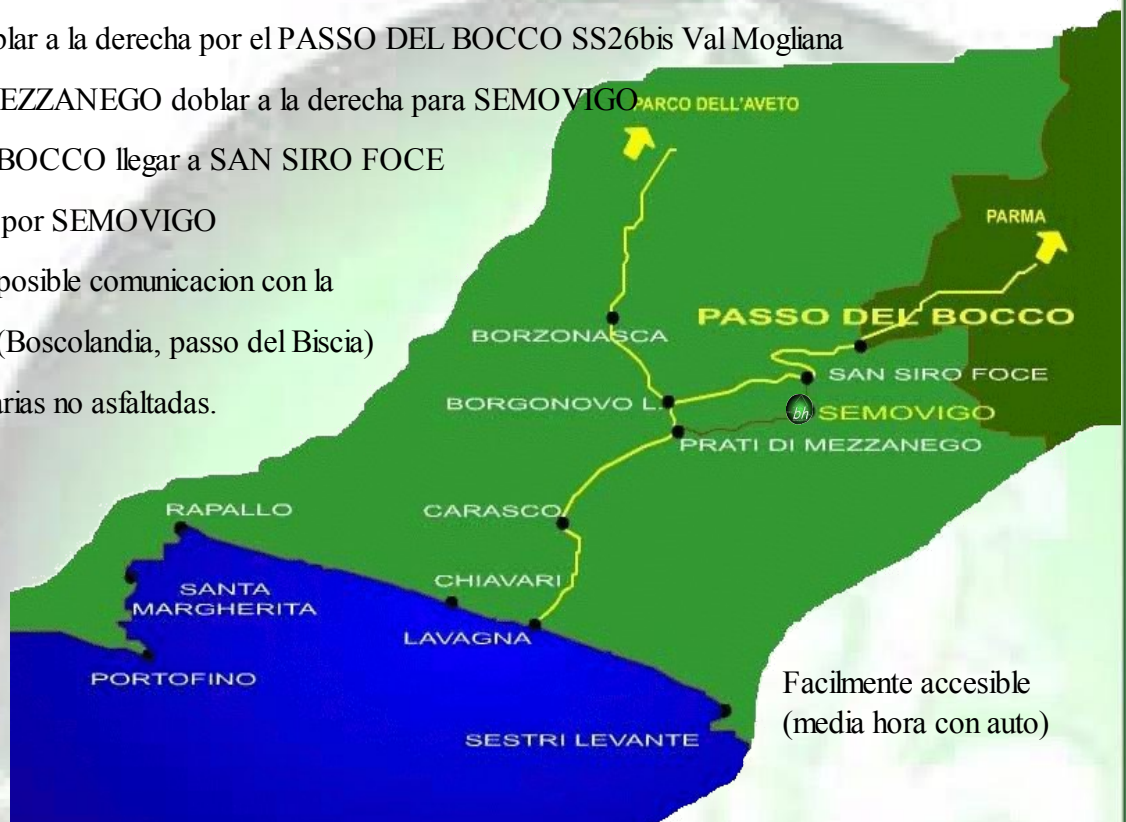 blar a la derecha por el PASSO DEL BOCCO SS26bis Val Mogliana
EZZANEGO doblar a la derecha para SEMOVIGO
BOCCO llegar a SAN SIRO FOCE
por SEMOVIGO
posible comunicacion con la
(Boscolandia, passo del Biscia)
arias no asfaltadas.
PARCO DELL'AVETO
PARMA
PASSO DEL BOCCO
BORZONASCA
SAN SIRO FOCE
BORGONOVO L.
bh SEMOVIGO
PRATI DI MEZZANEGO
RAPALLO
CARASCO
CHIAVARI
SANTA
MARGHERITA
LAVAGNA
PORTOFINO
SESTRI LEVANTE
Facilmente accesible
(media hora con auto)